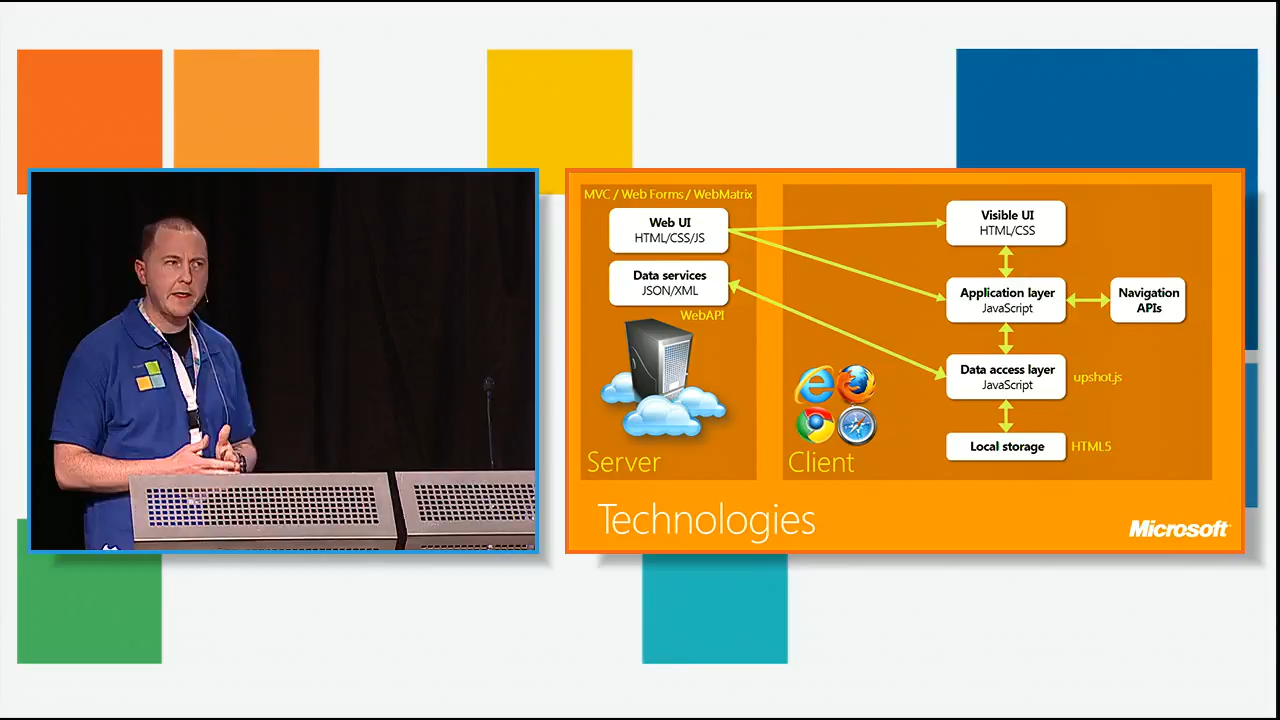 MVC / Web Forms / WebMatrix
Web UI
HTML/CSS/JS
Data services
JSON/XML
WebAPI
Server
Visible UI
HTML/CSS
Application layer
JavaScript
Navigation
APIs
Data access layer
JavaScript
upshot.js
Local storage
HTML5
Client
Technologies
Microsoft